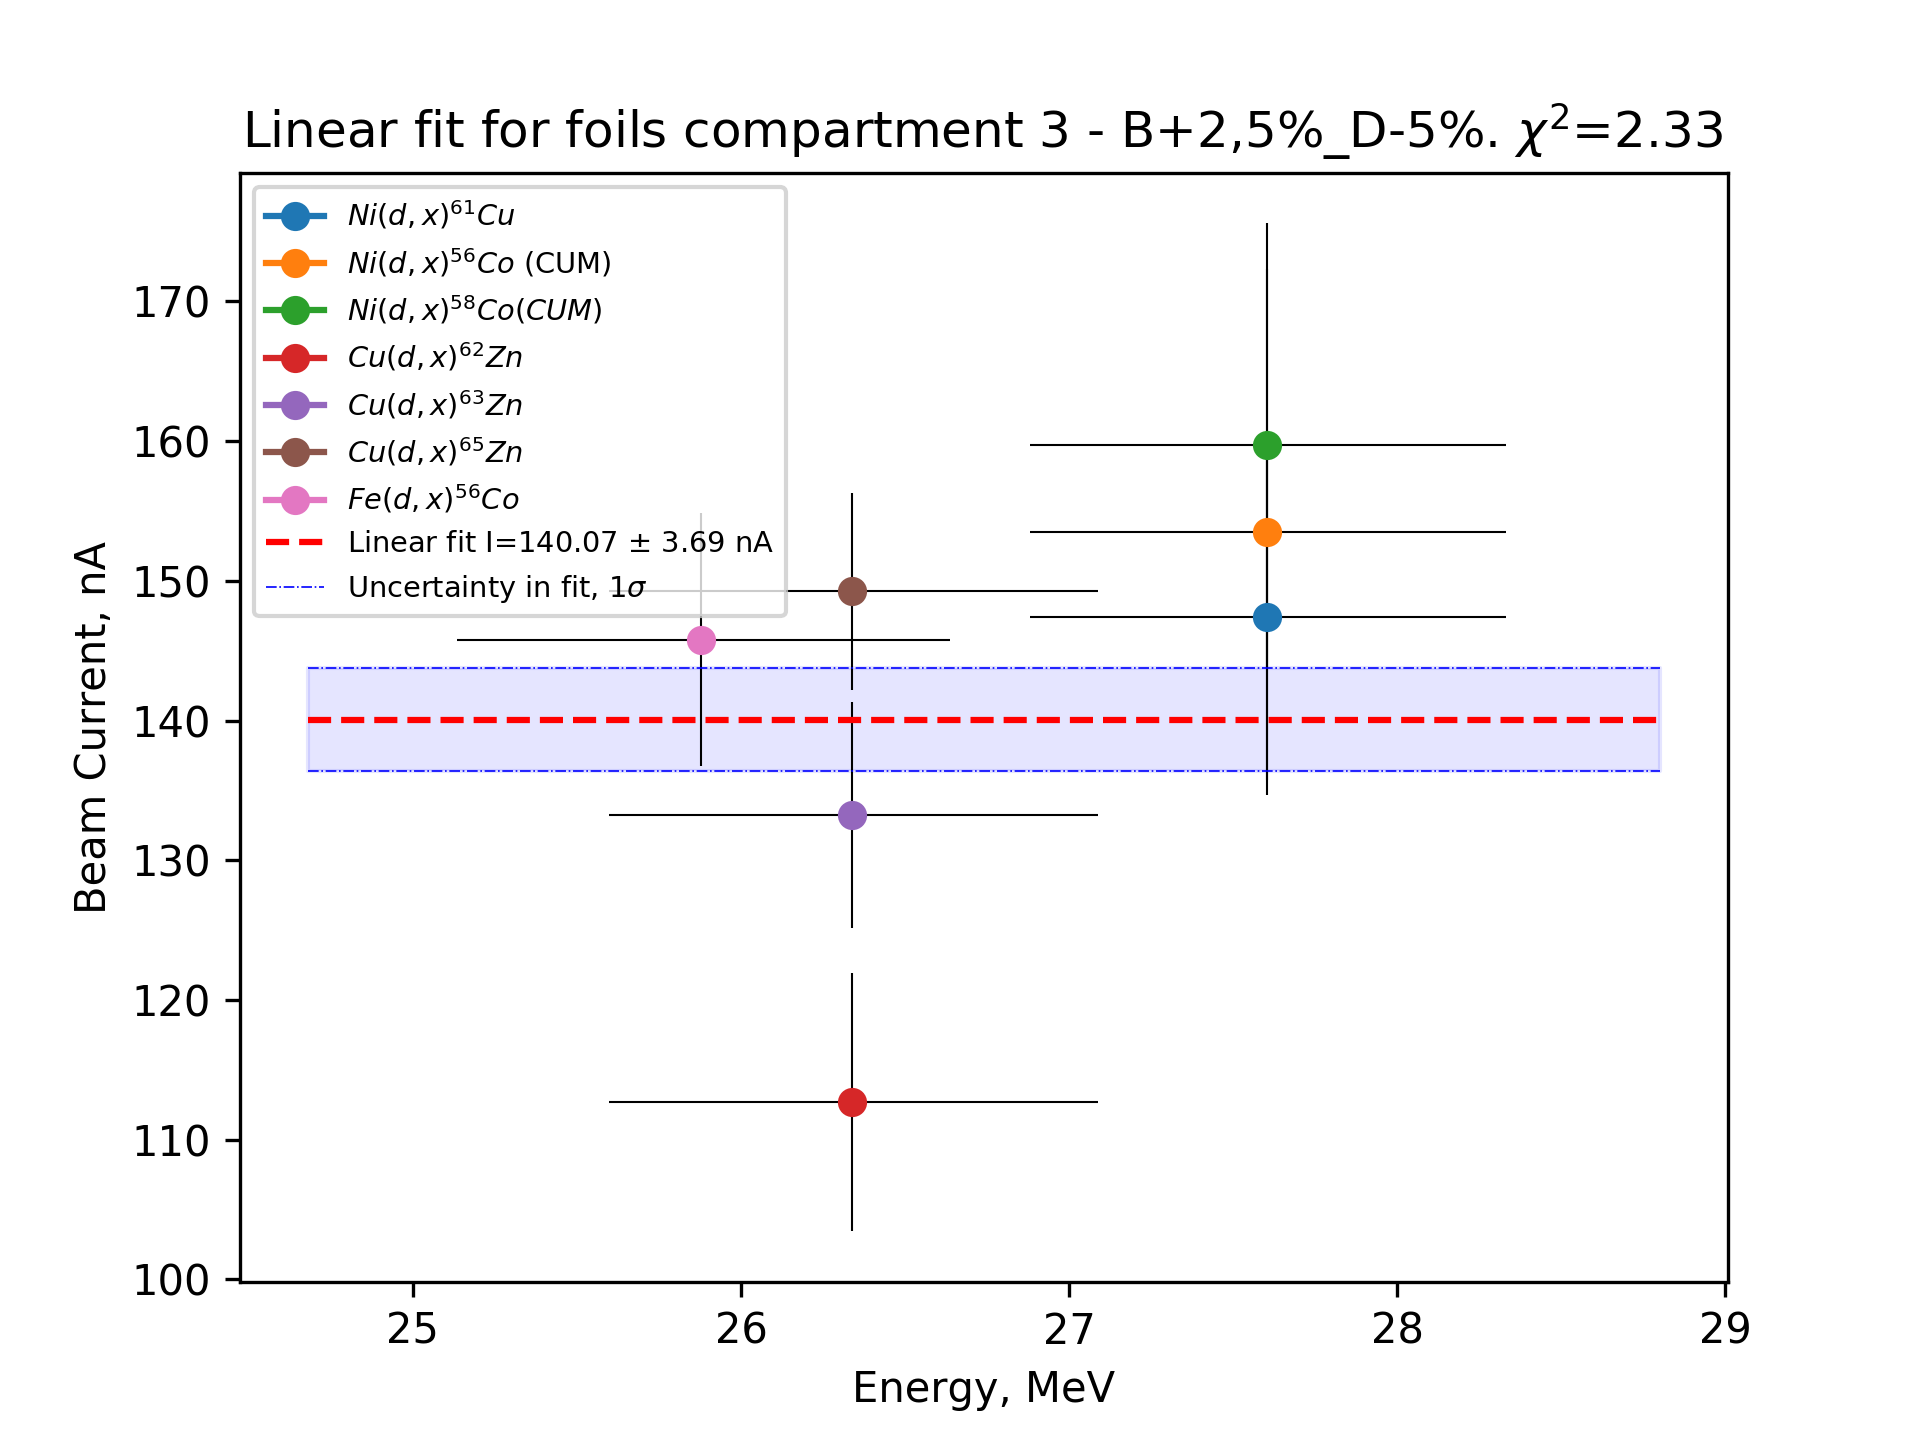 Linear fit for foils compartment 3 - B+2,5%_D-5%. χ²=2.33
Ni(d, x)⁶¹Cu
Ni(d, x)⁵⁶Co (CUM)
Ni(d, x)⁵⁸Co(CUM)
Cu(d, x)⁶²Zn
Cu(d, x)⁶³Zn
Cu(d, x)⁶⁵Zn
Fe(d, x)⁵⁶Co
Linear fit I=140.07 ± 3.69 nA
Uncertainty in fit, 1σ
Beam Current, nA
170
160
150
140
130
120
110
100
25 26 27 28 29
Energy, MeV